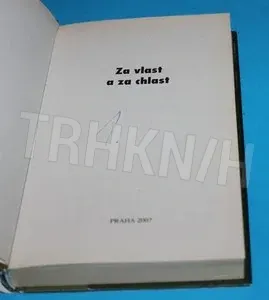 Za vlast
a za chlast
TRHKNIH
PRAHA 2007